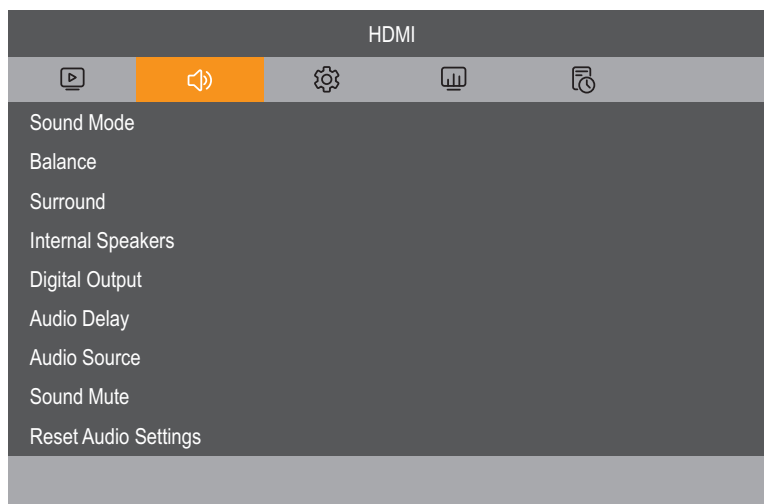 HDMI
Sound Mode
Balance
Surround
Internal Speakers
Digital Output
Audio Delay
Audio Source
Sound Mute
Reset Audio Settings